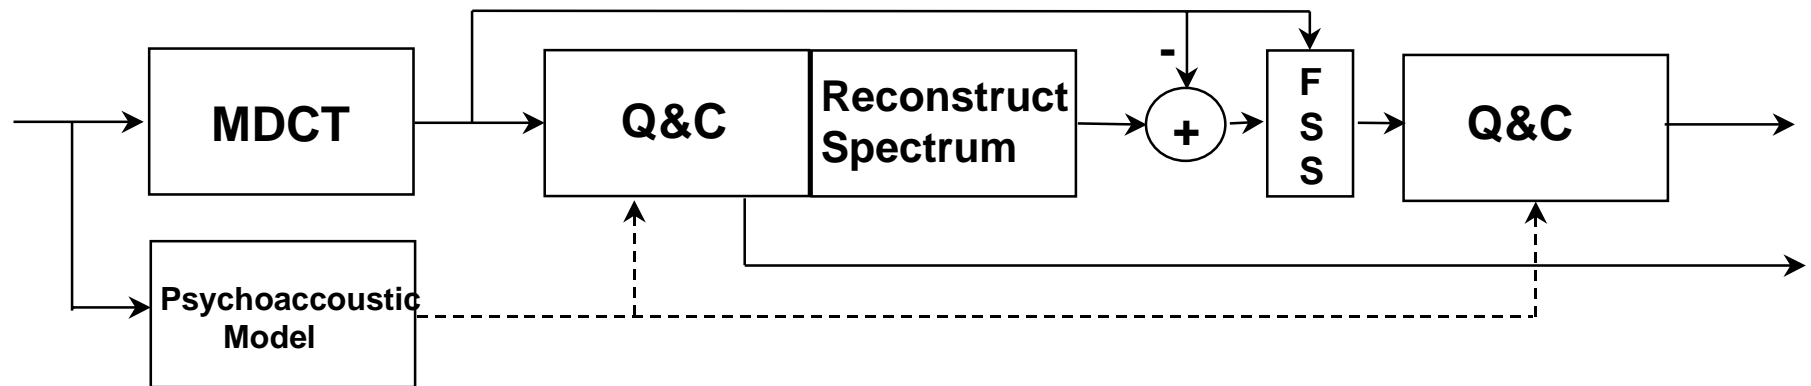 MDCT
Q&C
Reconstruct
Spectrum
-
+
F
S
S
Q&C
Psychoaccoustic
Model